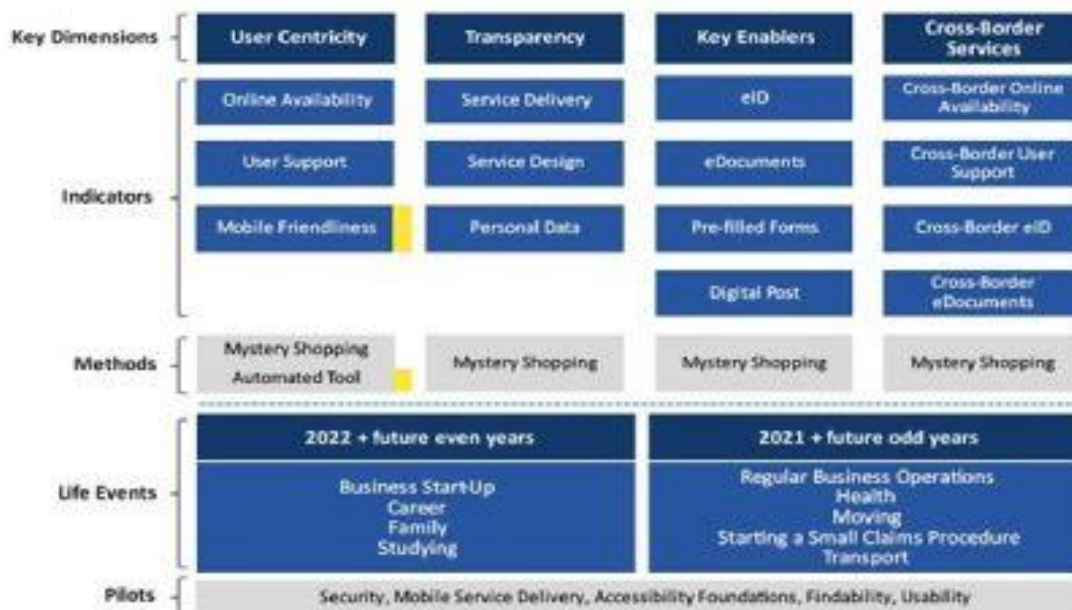 Key Dimensions
User Centricity
Transparency
Key Enablers
Cross-Border
Services
Indicators
Online Availability
Service Delivery
eID
Cross-Border Online
Availability
User Support
Service Design
eDocuments
Cross-Border User
Support
Mobile Friendliness
Personal Data
Pre-filled Forms
Cross-Border eID
Digital Post
Cross-Border
eDocuments
Methods
Mystery Shopping
Automated Tool
Mystery Shopping
Mystery Shopping
Mystery Shopping
Life Events
2022 + future even years
Business Start-Up
Career
Family
Studying
2021 + future odd years
Regular Business Operations
Health
Moving
Starting a Small Claims Procedure
Transport
Pilots
Security, Mobile Service Delivery, Accessibility Foundations, Findability, Usability